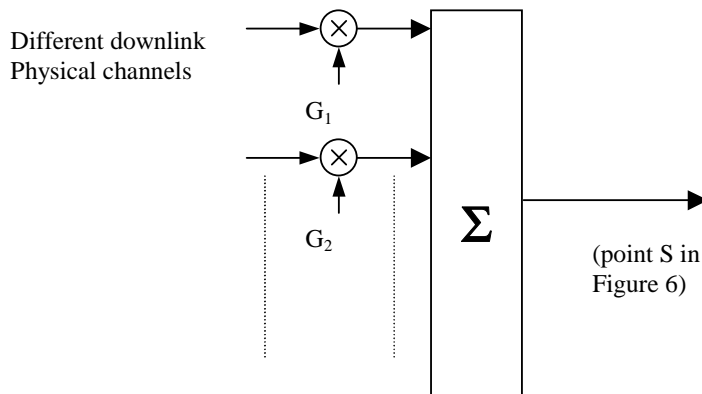 Different downlink
Physical channels
G₁
G₂
Σ
(point S in
Figure 6)